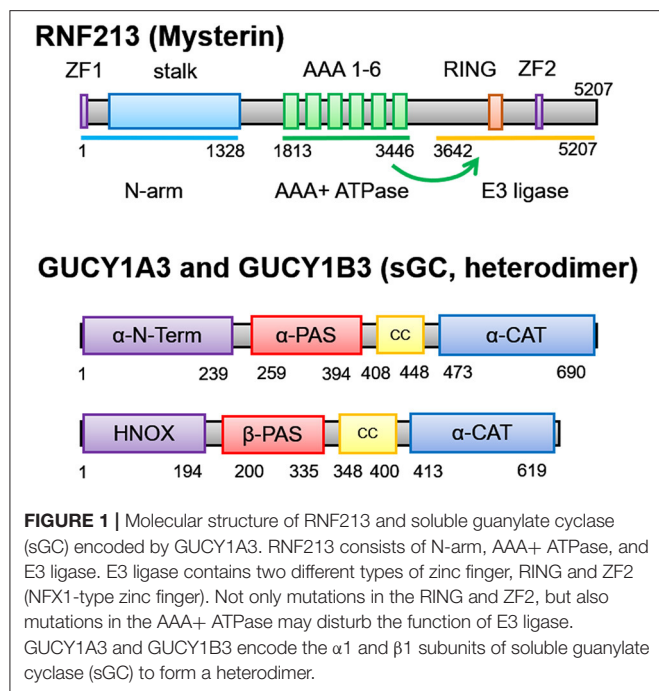 RNF213 (Mysterin)
ZF1 stalk AAA 1-6 RING ZF2
5207
1 1328 1813 3446 3642 5207
N-arm AAA+ ATPase E3 ligase
GUCY1A3 and GUCY1B3 (sGC, heterodimer)
α-N-Term α-PAS CC α-CAT
1 239 259 394 408 448 473 690
HNOX β-PAS CC α-CAT
1 194 200 335 348 400 413 619
FIGURE 1 | Molecular structure of RNF213 and soluble guanylate cyclase
(sGC) encoded by GUCY1A3. RNF213 consists of N-arm, AAA+ ATPase, and
E3 ligase. E3 ligase contains two different types of zinc finger, RING and ZF2
(NFX1-type zinc finger). Not only mutations in the RING and ZF2, but also
mutations in the AAA+ ATPase may disturb the function of E3 ligase.
GUCY1A3 and GUCY1B3 encode the α1 and β1 subunits of soluble guanylate
cyclase (sGC) to form a heterodimer.